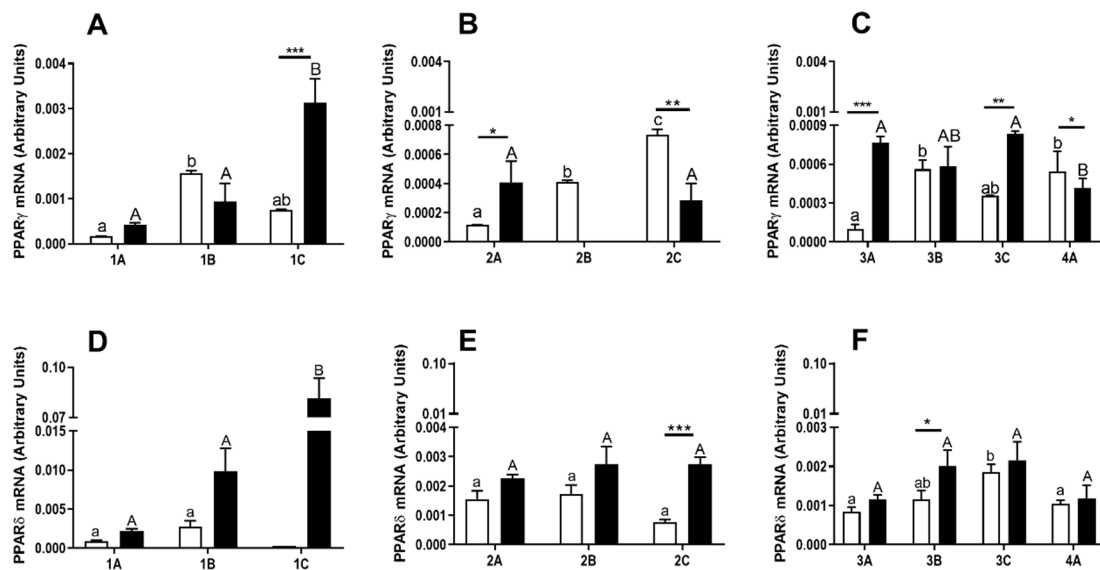 A
PPARγ mRNA (Arbitrary Units)
0.004
0.003
0.002
0.001
0.000
a
A
b
A
ab
***
B
1A
1B
1C
B
PPARγ mRNA (Arbitrary Units)
0.004
0.001
0.0008
0.0006
0.0004
0.0002
0.0000
*
a
A
b
**
c
A
2A
2B
2C
C
PPARγ mRNA (Arbitrary Units)
0.004
0.001
0.0009
0.0006
0.0003
0.0000
***
a
A
b
AB
**
ab
A
*
b
B
3A
3B
3C
4A
D
PPARδ mRNA (Arbitrary Units)
0.10
0.07
0.015
0.010
0.005
0.000
a
A
a
A
B
1A
1B
1C
E
PPARδ mRNA (Arbitrary Units)
0.10
0.01
0.004
0.003
0.002
0.001
0.000
a
A
a
A
***
a
A
2A
2B
2C
F
PPARδ mRNA (Arbitrary Units)
0.10
0.01
0.003
0.002
0.001
0.000
a
A
*
ab
A
b
A
a
A
3A
3B
3C
4A